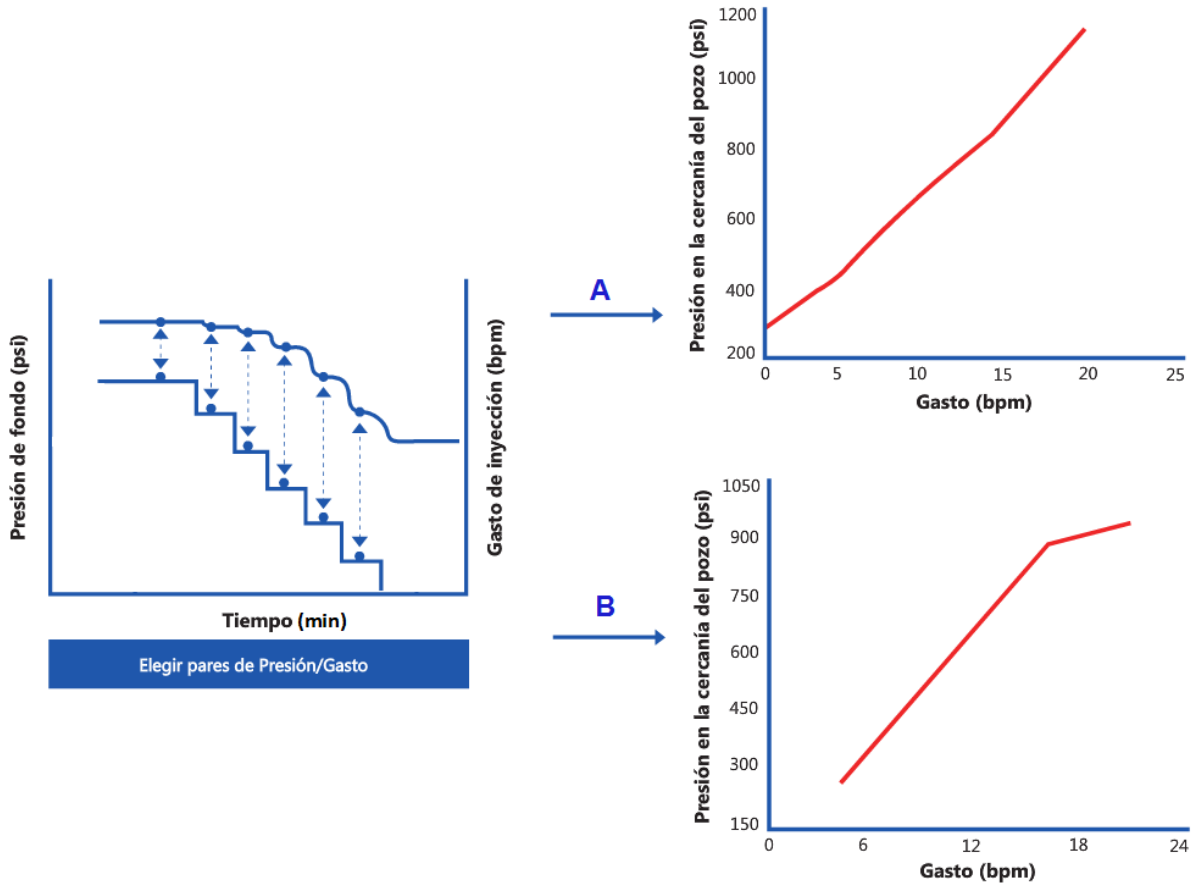 Presión de fondo (psi)
Gasto de inyección (bpm)
Tiempo (min)
Elegir pares de Presión/Gasto
A
B
Presión en la cercanía del pozo (psi)
1200
1000
800
600
400
200
0
5
10
15
20
25
Gasto (bpm)
Presión en la cercanía del pozo (psi)
1050
900
750
600
450
300
150
0
6
12
18
24
Gasto (bpm)